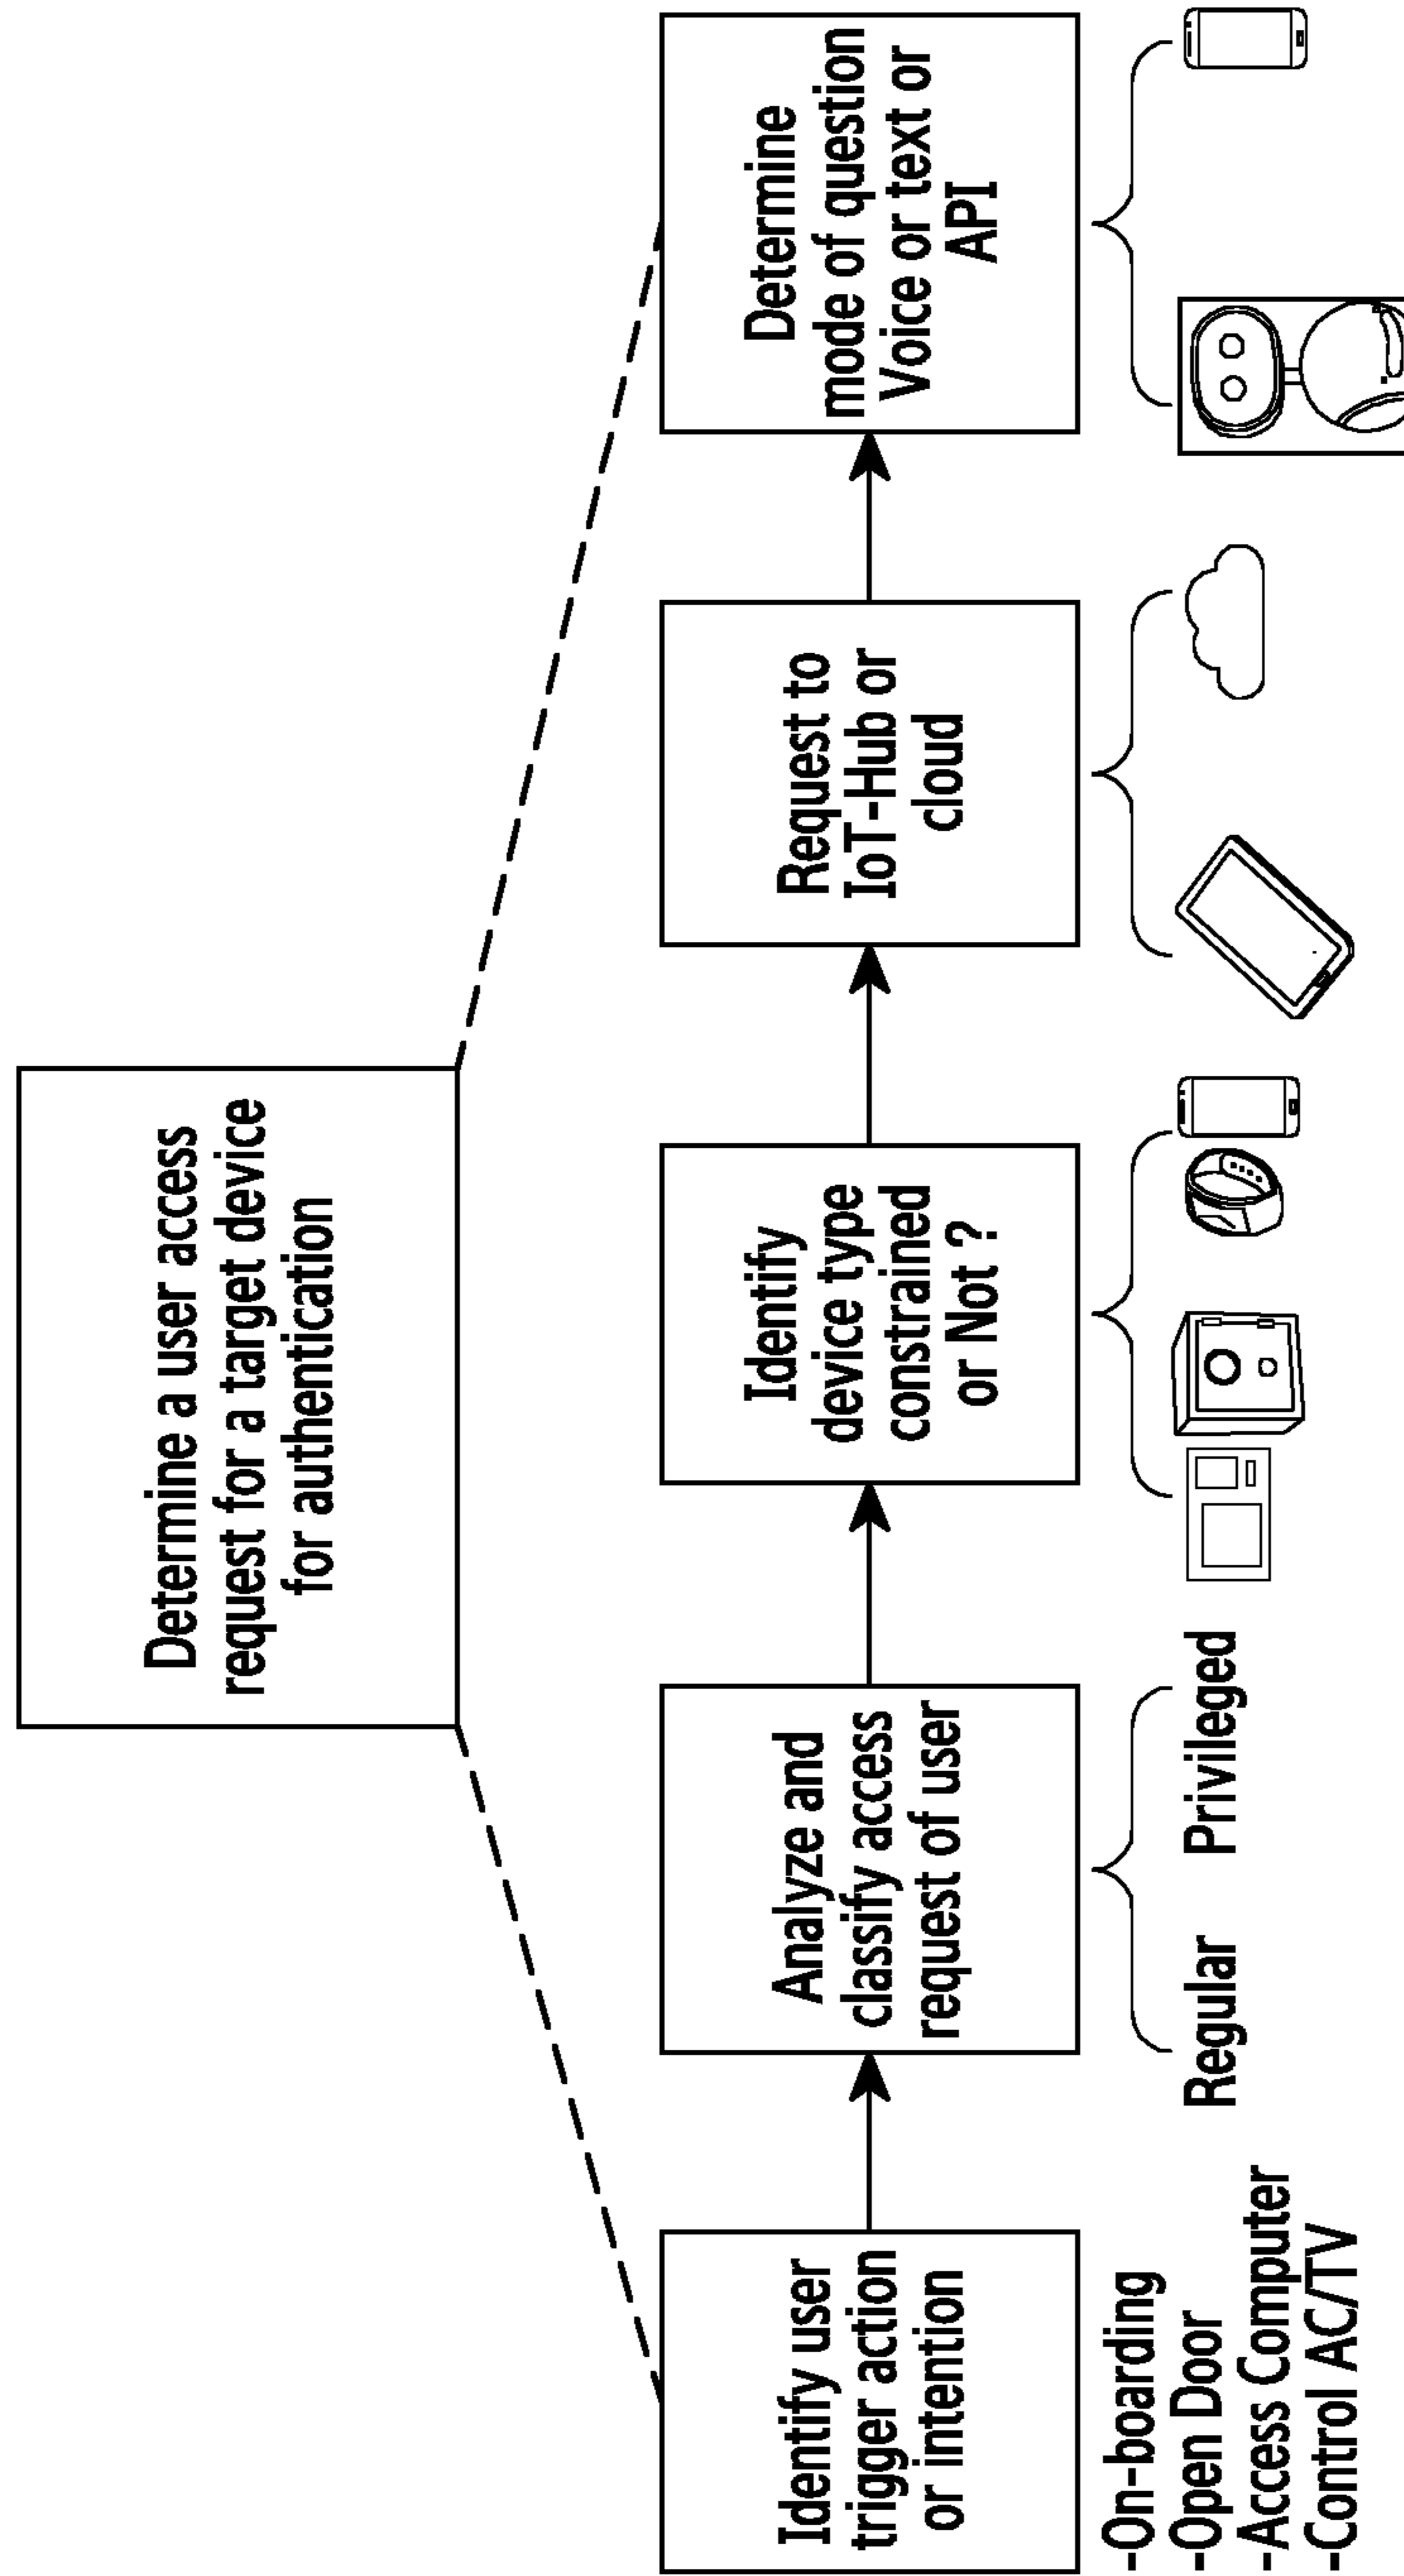 Determine a user access
request for a target device
for authentication
Identify user
trigger action
or intention
-On-boarding
-Open Door
-Access Computer
-Control AC/TV
Analyze and
classify access
request of user
Regular
Privileged
Identify
device type
constrained
or Not ?
Request to
IoT-Hub or
cloud
Determine
mode of question
Voice or text or
API